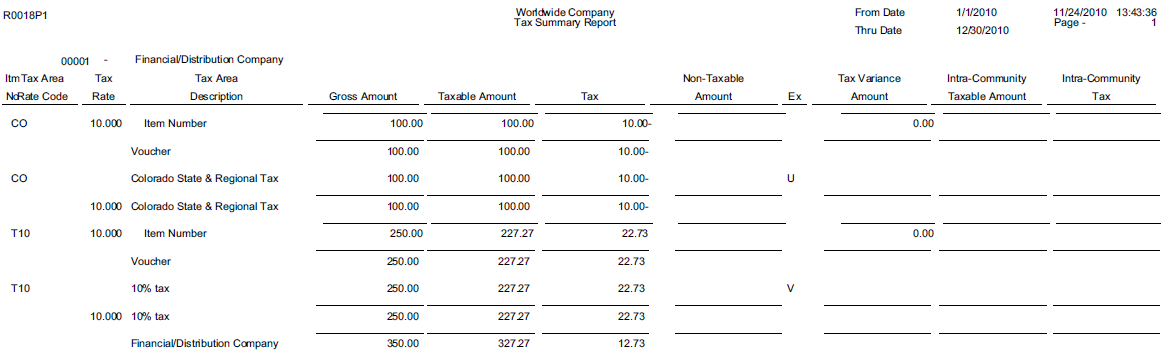 R0018P1 Worldwide Company From Date 1/1/2010 11/24/2010 13:43:36
Tax Summary Report Thru Date 12/30/2010 Page - 1
00001 - Financial/Distribution Company
Itm Tax Area Tax Tax Area Non-Taxable Tax Variance Intra-Community Intra-Community
NoRate Code Rate Description Gross Amount Taxable Amount Tax Amount Ex Amount Taxable Amount Tax
CO 10.000 Item Number 100.00 100.00 10.00- 0.00
Voucher 100.00 100.00 10.00-
CO Colorado State & Regional Tax 100.00 100.00 10.00- U
10.000 Colorado State & Regional Tax 100.00 100.00 10.00-
T10 10.000 Item Number 250.00 227.27 22.73 0.00
Voucher 250.00 227.27 22.73
T10 10% tax 250.00 227.27 22.73 V
10.000 10% tax 250.00 227.27 22.73
Financial/Distribution Company 350.00 327.27 12.73